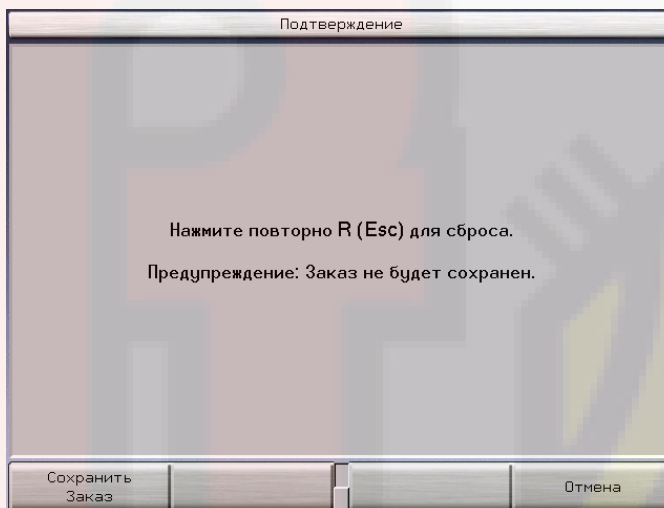 Подтверждение
Нажмите повторно R (Esc) для сброса.
Предупреждение: Заказ не будет сохранен.
Сохранить
Заказ
Отмена